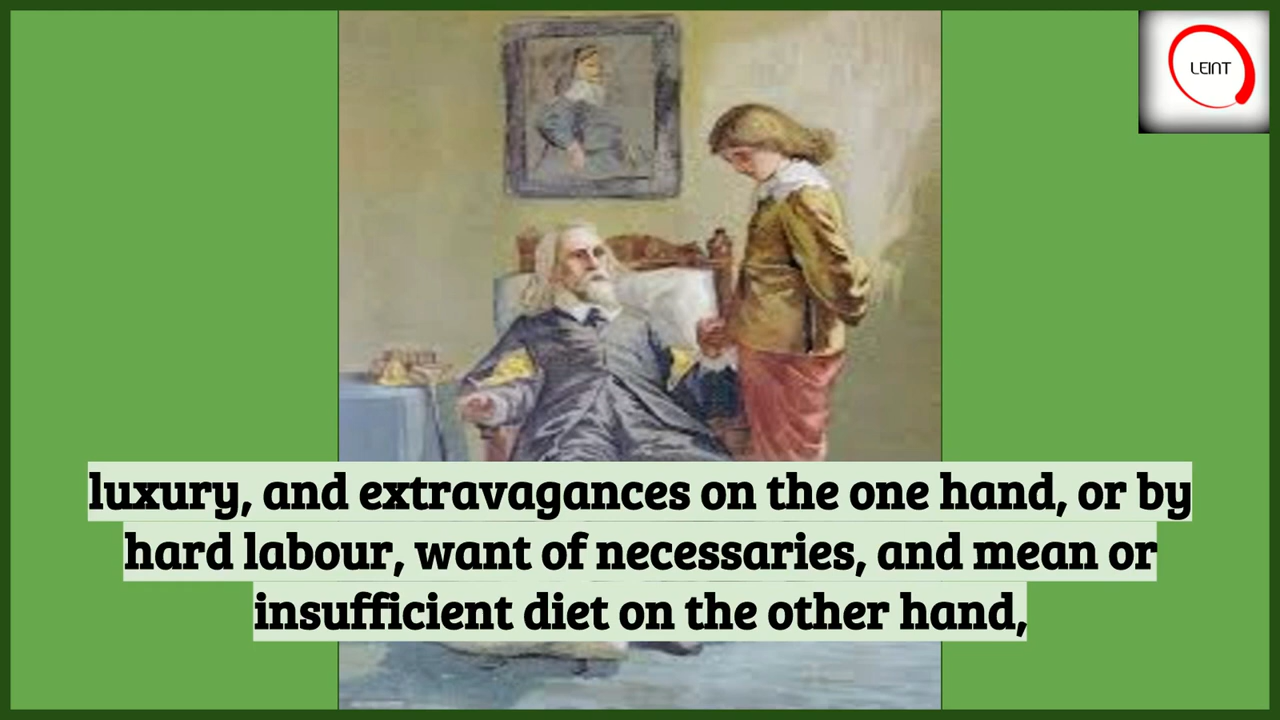 LEINT
luxury, and extravagances on the one hand, or by
hard labour, want of necessaries, and mean or
insufficient diet on the other hand,